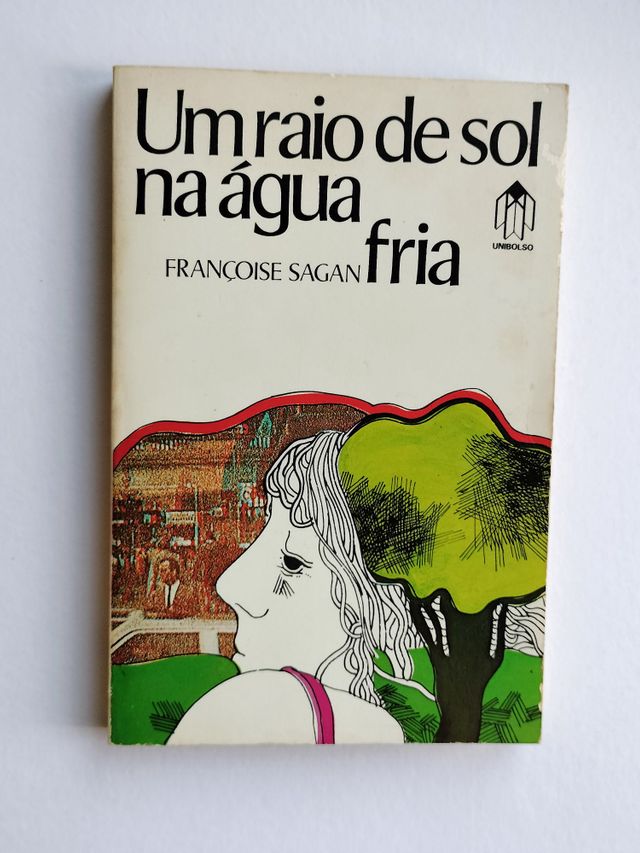 Um raio de sol
na água
fria
FRANÇOISE SAGAN
UNIBOLSO